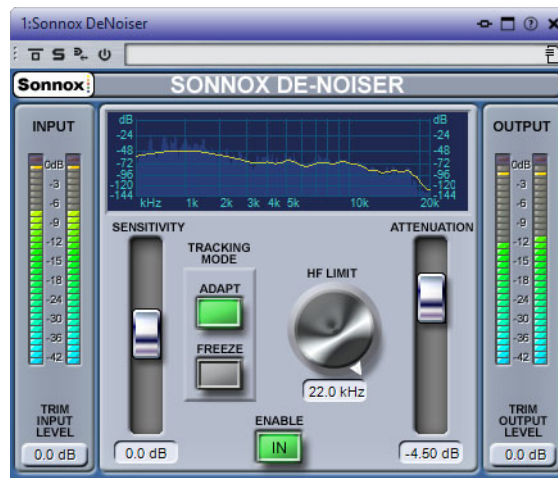 1:Sonnox DeNoiser
Sonnox
SONNOX DE-NOISER
INPUT
0dB
-3
-6
-9
-12
-15
-18
-24
-30
-36
-42
TRIM
INPUT
LEVEL
0.0 dB
dB
-24
-48
-72
-96
-120
-144
kHz 1k 2k 3k 4k 5k 10k 20k
dB
-24
-48
-72
-96
-120
-144
SENSITIVITY
0.0 dB
TRACKING
MODE
ADAPT
FREEZE
HF LIMIT
22.0 kHz
ENABLE
IN
ATTENUATION
-4.50 dB
OUTPUT
0dB
-3
-6
-9
-12
-15
-18
-24
-30
-36
-42
TRIM
OUTPUT
LEVEL
0.0 dB